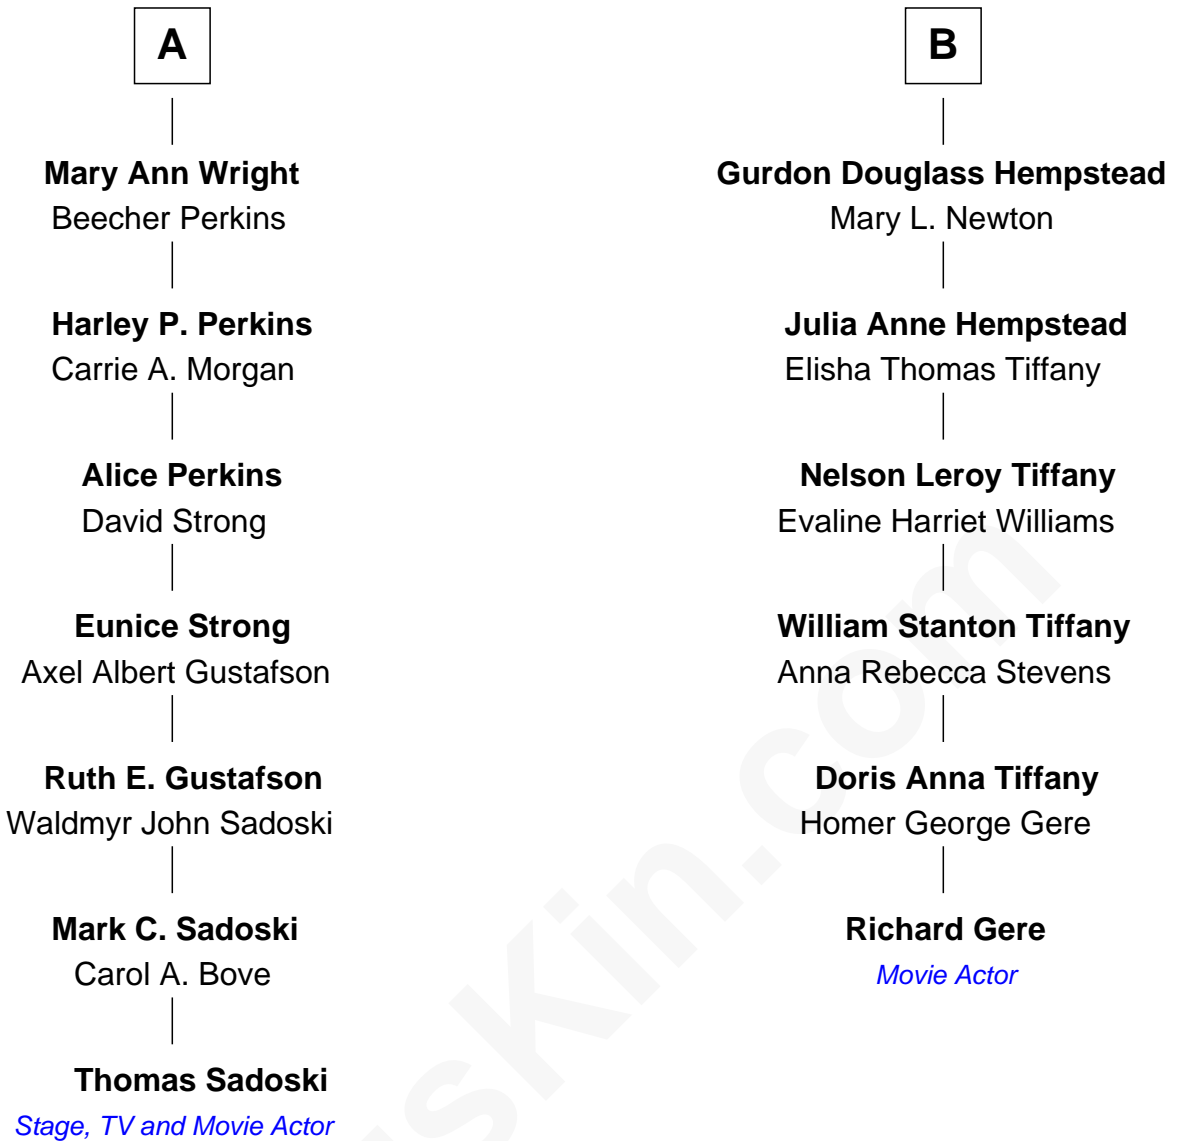 A
Mary Ann Wright
Beecher Perkins
Harley P. Perkins
Carrie A. Morgan
Alice Perkins
David Strong
Eunice Strong
Axel Albert Gustafson
Ruth E. Gustafson
Waldmyr John Sadoski
Mark C. Sadoski
Carol A. Bove
Thomas Sadoski
Stage, TV and Movie Actor
B
Gurdon Douglass Hempstead
Mary L. Newton
Julia Anne Hempstead
Elisha Thomas Tiffany
Nelson Leroy Tiffany
Evaline Harriet Williams
William Stanton Tiffany
Anna Rebecca Stevens
Doris Anna Tiffany
Homer George Gere
Richard Gere
Movie Actor